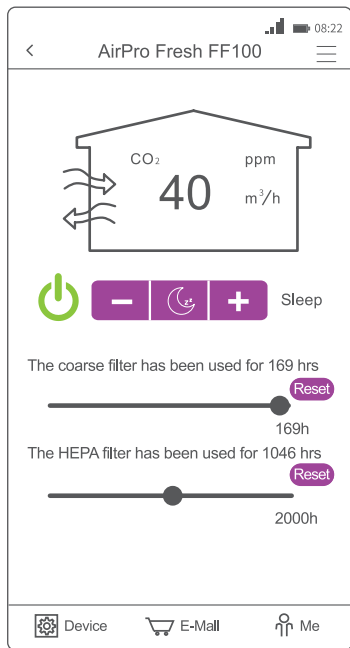 08:22
< AirPro Fresh FF100
CO₂ ppm
40 m³/h
− zz + Sleep
The coarse filter has been used for 169 hrs
Reset
169h
The HEPA filter has been used for 1046 hrs
Reset
2000h
Device E-Mall Me